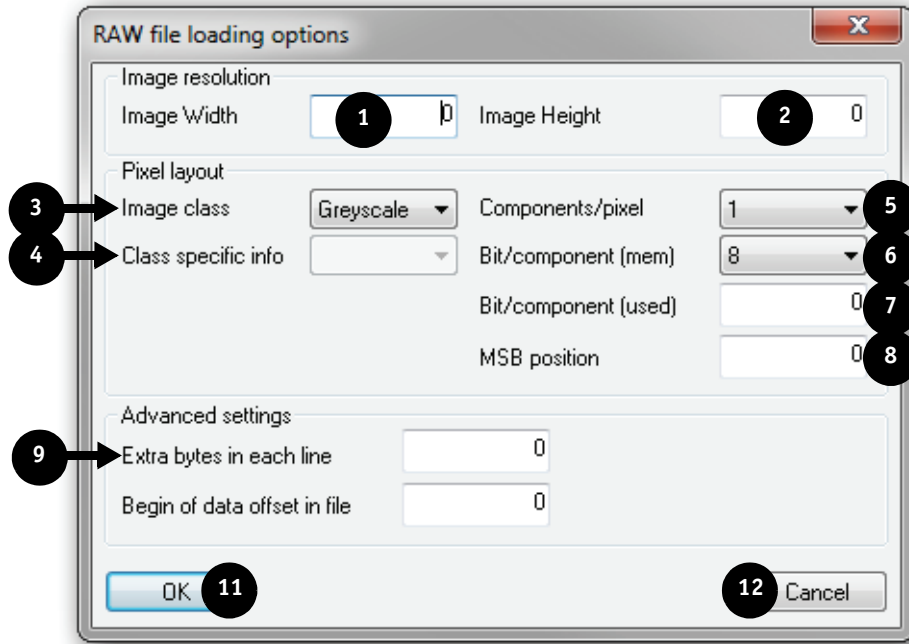 RAW file loading options X
Image resolution
1 2
Image Width 0 Image Height 0
Pixel layout
3 Image class Greyscale Components/pixel 1 5
4 Class specific info Bit/component (mem) 8 6
Bit/component (used) 0 7
MSB position 0 8
Advanced settings
9 Extra bytes in each line 0
Begin of data offset in file 0
OK 11 12 Cancel